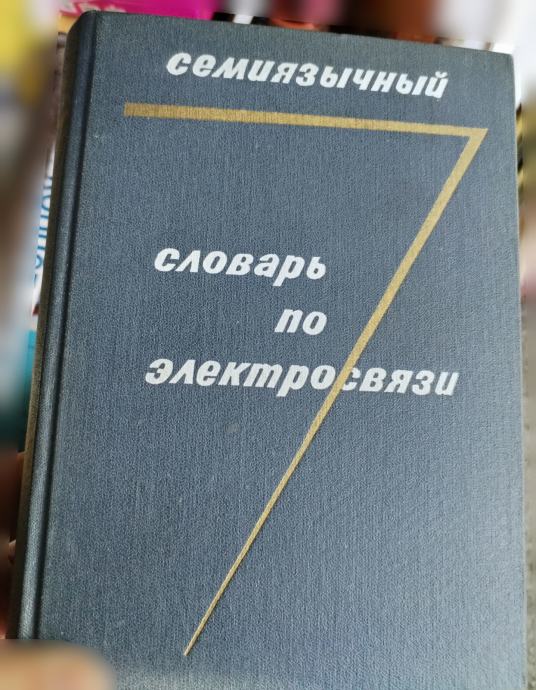 семиязычный
словарь
по
электросвязи